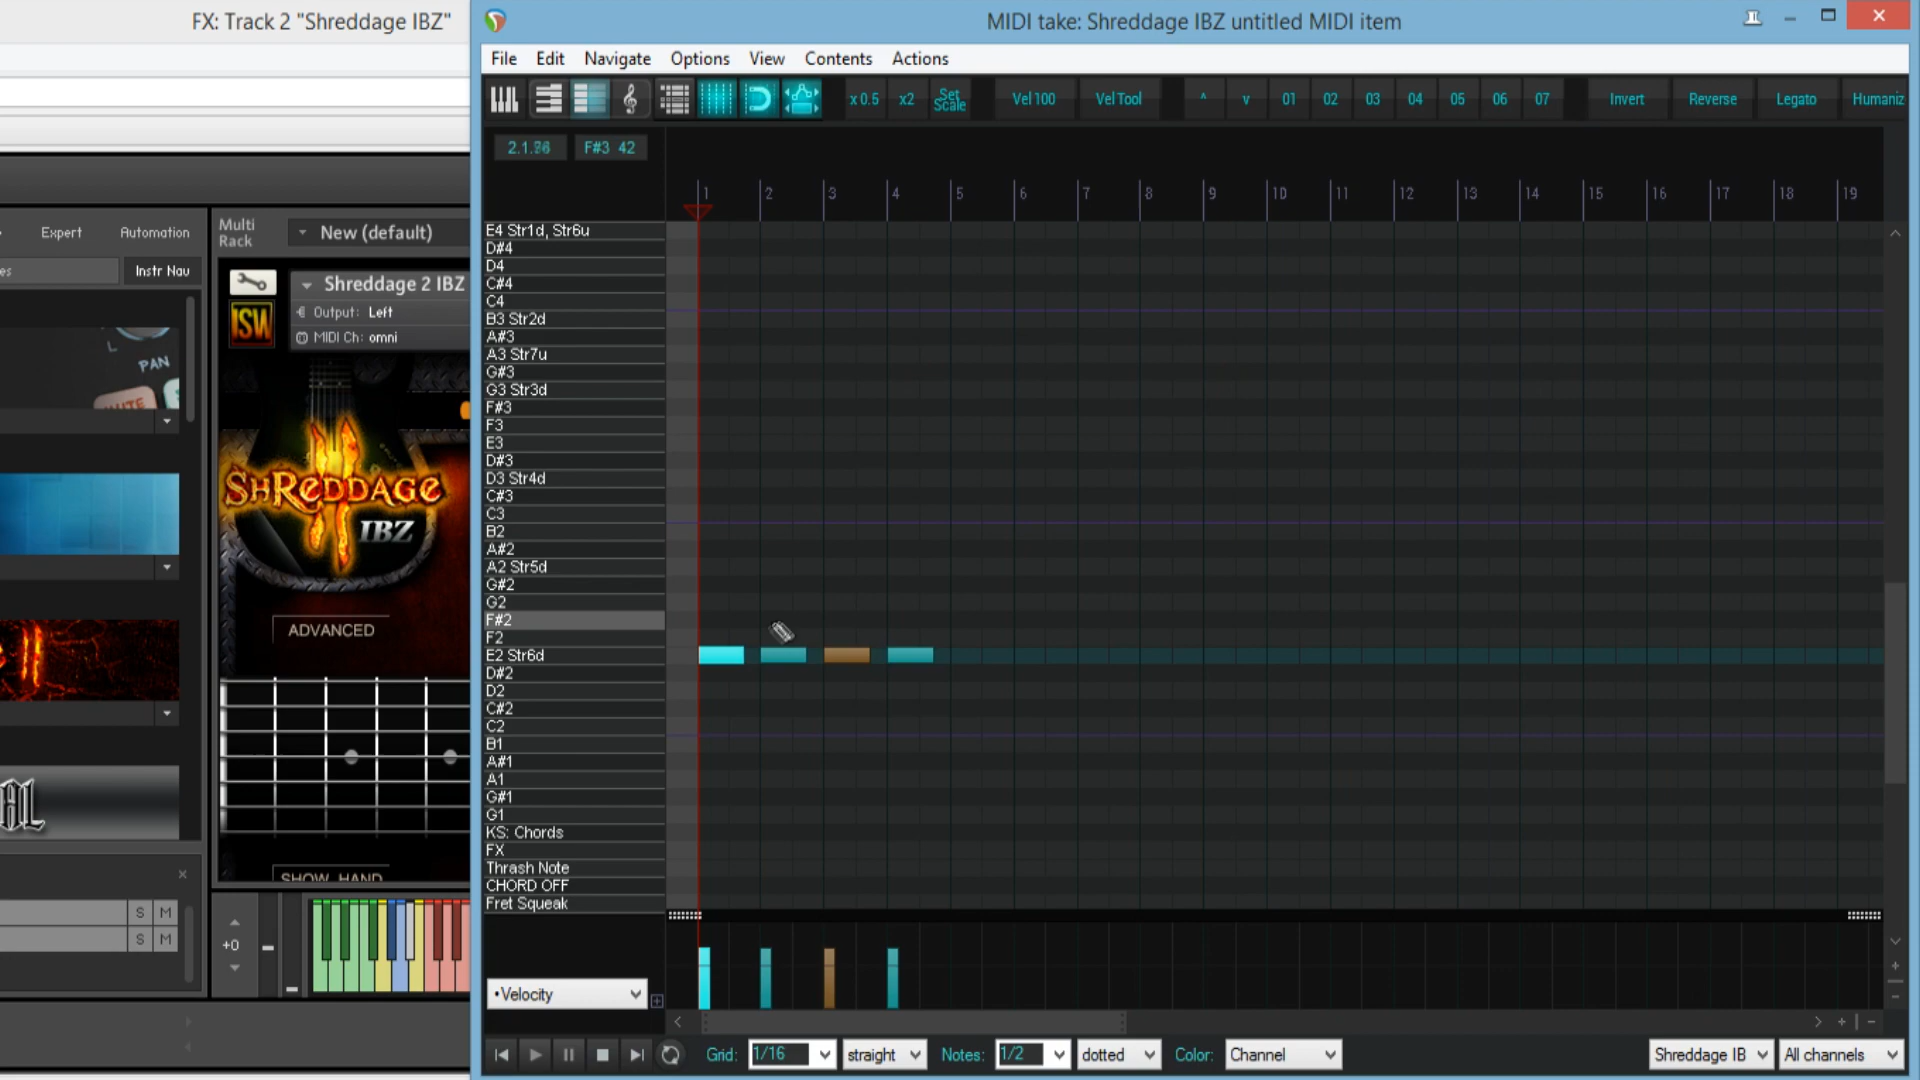 FX: Track 2 "Shreddage IBZ"
MIDI take: Shreddage IBZ untitled MIDI item
File Edit Navigate Options View Contents Actions
x 0.5 x2 Set Scale Vel 100 Vel Tool ^ v 01 02 03 04 05 06 07 Invert Reverse Legato Humaniz
F#3 42
1 2 3 4 5 6 7 8 9 10 11 12 13 14 15 16 17 18 19
Expert Automation
es Instr Nav
Multi Rack
New (default)
Shreddage 2 IBZ
Output: Left
MIDI Ch: omni
ISW
PAN
SHREDDAGE
IBZ
ADVANCED
SHOW HAND
AL
S M
S M
+0
E4 Str1d, Str6u
D#4
D4
C#4
C4
B3 Str2d
A#3
A3 Str7u
G#3
G3 Str3d
F#3
F3
E3
D#3
D3 Str4d
C#3
C3
B2
A#2
A2 Str5d
G#2
G2
F#2
F2
E2 Str6d
D#2
D2
C#2
C2
B1
A#1
A1
G#1
G1
KS: Chords
FX
Thrash Note
CHORD OFF
Fret Squeak
•Velocity
Grid: 1/16 straight Notes: 1/2 dotted Color: Channel Shreddage IB All channels